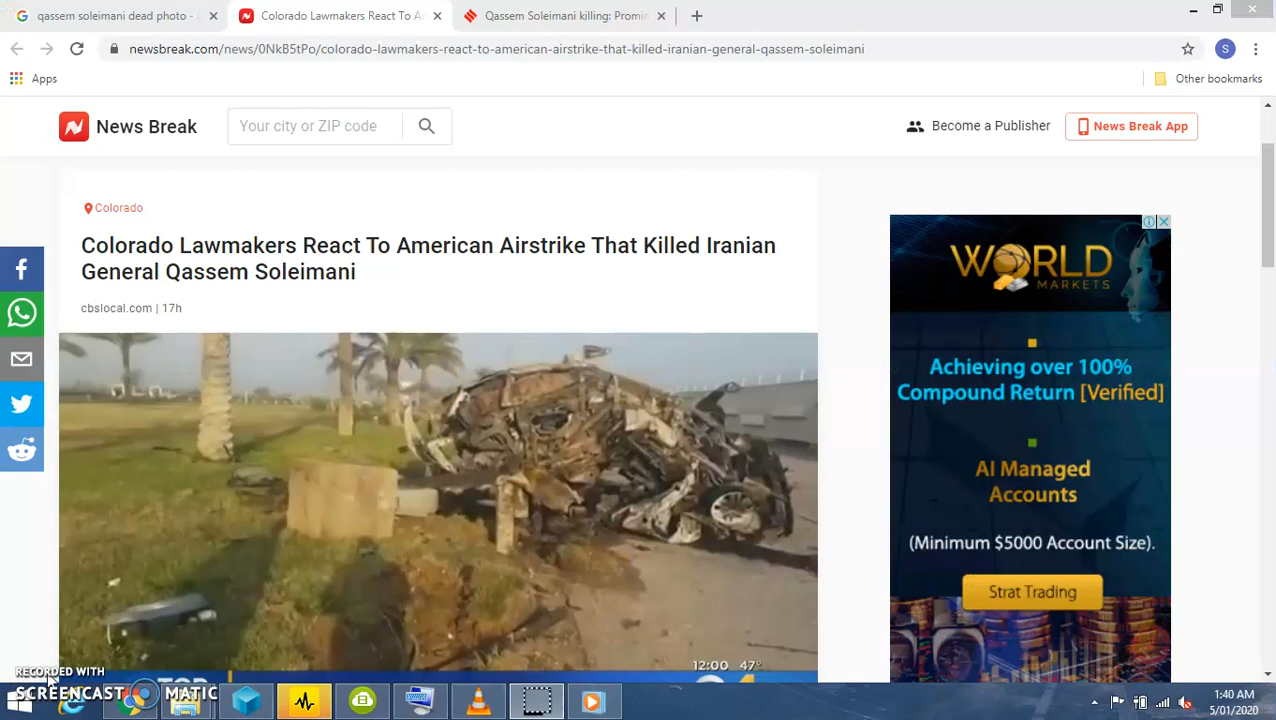 qassem soleimani dead photo -
Colorado Lawmakers React To A
Qassem Soleimani killing: Promin
newsbreak.com/news/0NkB5tPo/colorado-lawmakers-react-to-american-airstrike-that-killed-iranian-general-qassem-soleimani
S
Apps
Other bookmarks
News Break
Your city or ZIP code
Become a Publisher
News Break App
Colorado
Colorado Lawmakers React To American Airstrike That Killed Iranian
General Qassem Soleimani
cbslocal.com | 17h
WORLD
MARKETS
Achieving over 100%
Compound Return [Verified]
AI Managed
Accounts
(Minimum $5000 Account Size).
Strat Trading
12:00 47°
RECORDED WITH
SCREENCAST MATIC
1:40 AM
5/01/2020